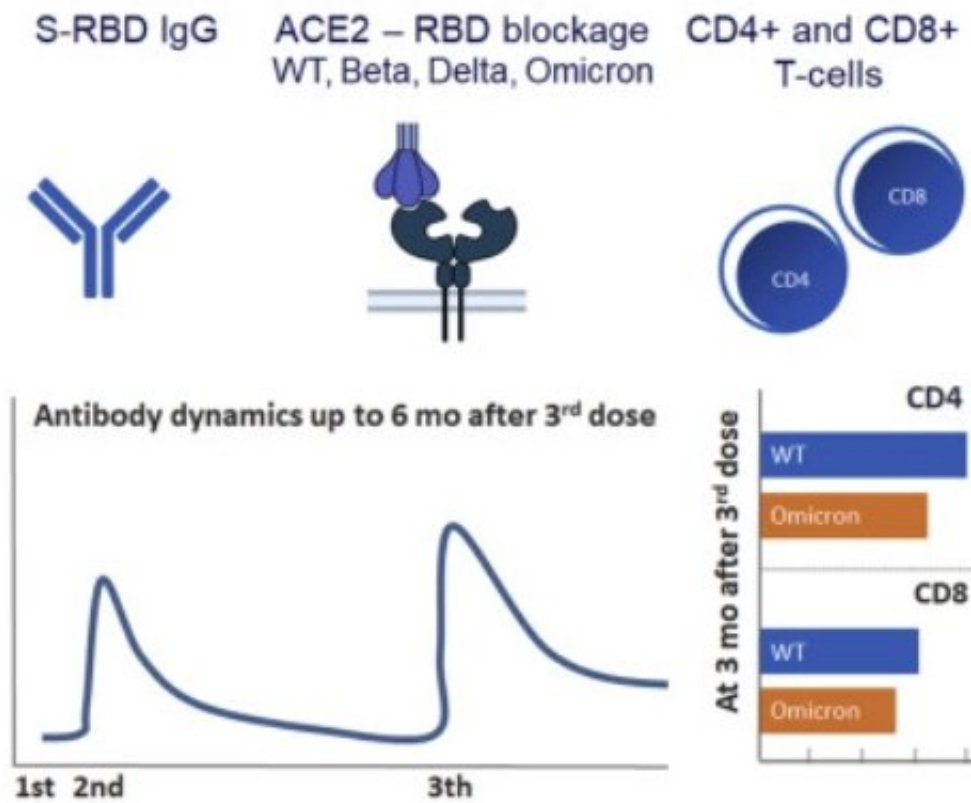 S-RBD IgG
ACE2 – RBD blockage
WT, Beta, Delta, Omicron
CD4+ and CD8+
T-cells
CD8
CD4
Antibody dynamics up to 6 mo after 3rd dose
1st 2nd 3th
At 3 mo after 3rd dose
CD4
WT
Omicron
CD8
WT
Omicron